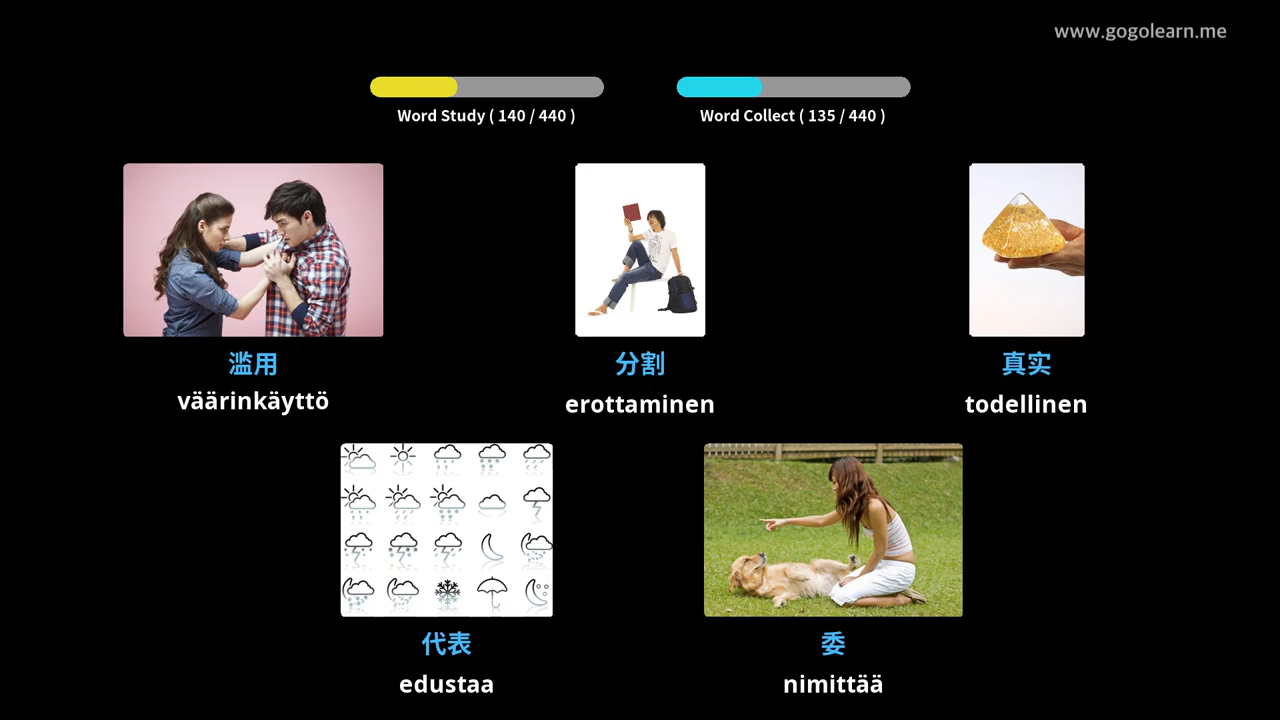 www.gogolearn.me
Word Study ( 140 / 440 )
Word Collect ( 135 / 440 )
滥用
väärinkäyttö
分割
erottaminen
真实
todellinen
代表
edustaa
委
nimittää